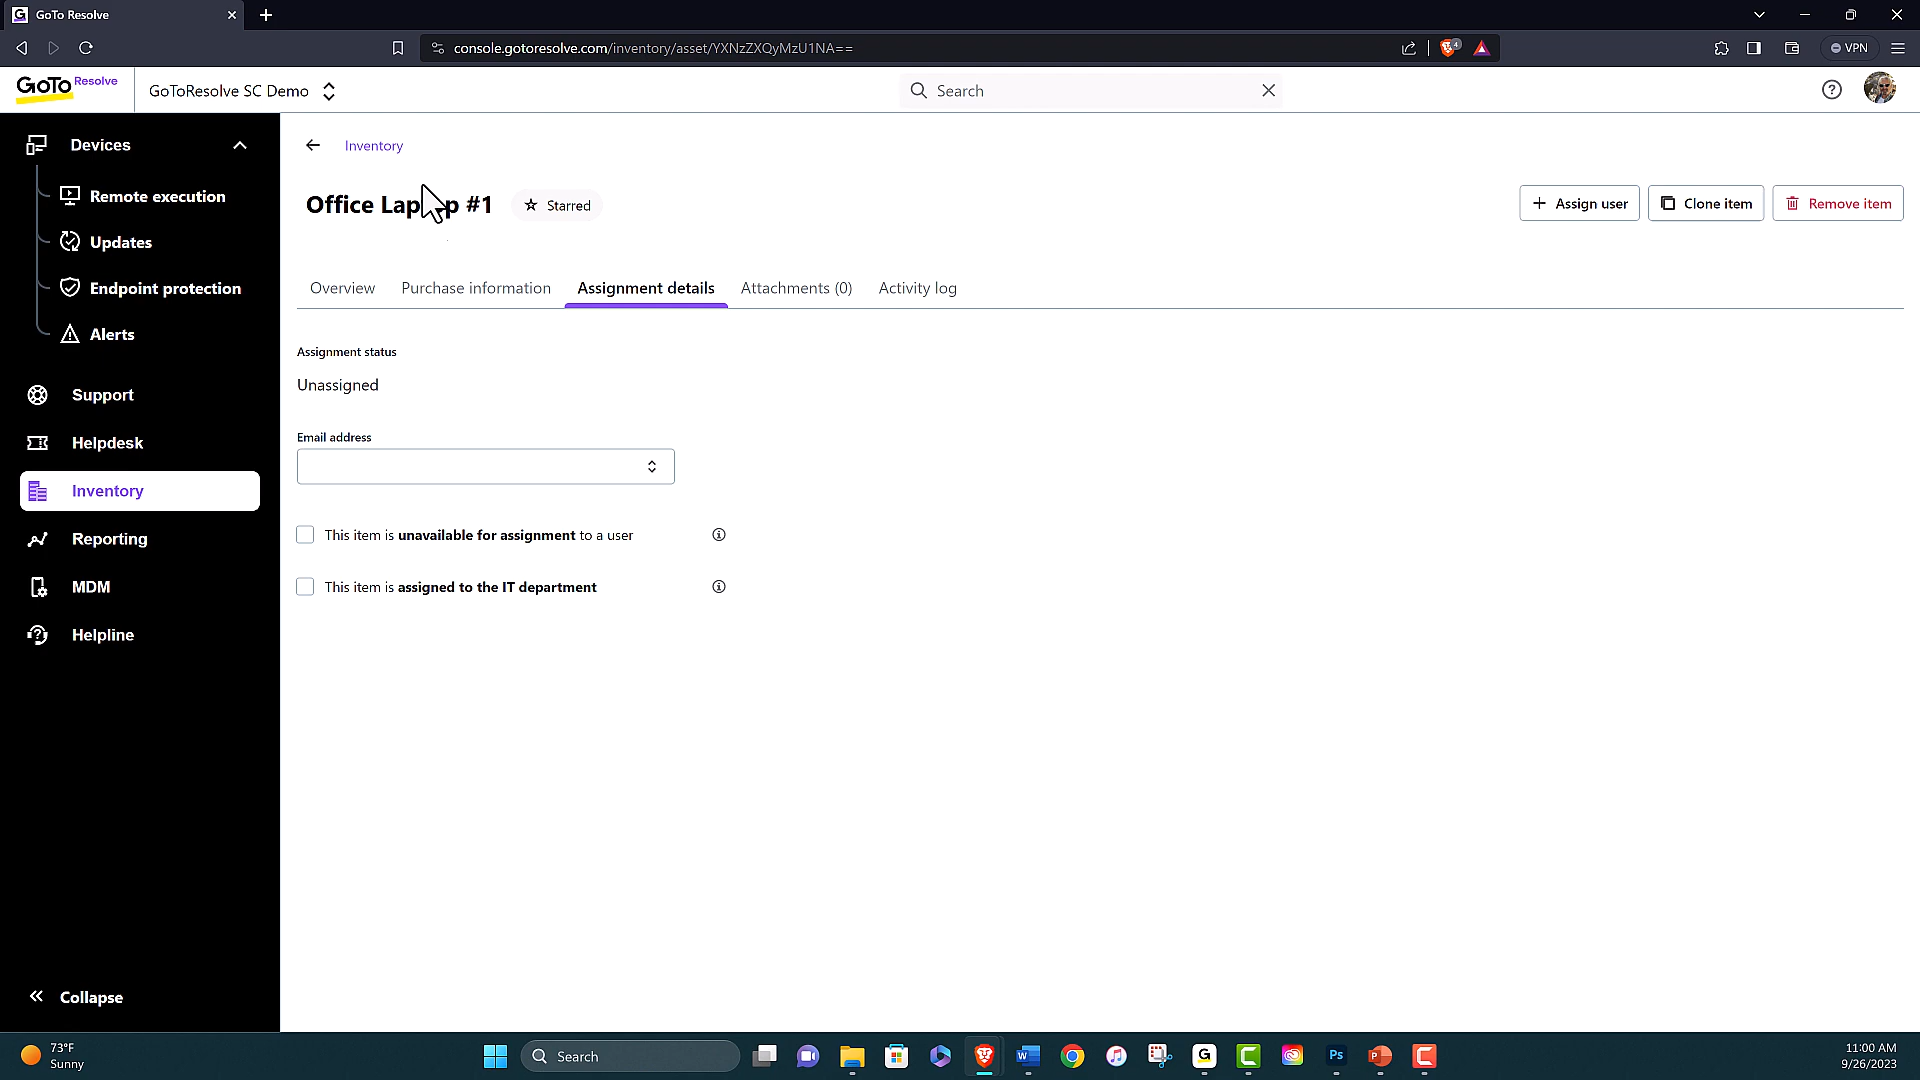 GoTo Resolve
console.gotoresolve.com/inventory/asset/YXNzZXQyMzU1NA==
4
VPN
GoTo Resolve
GoToResolve SC Demo
Search
Devices
Remote execution
Updates
Endpoint protection
Alerts
Support
Helpdesk
Inventory
Reporting
MDM
Helpline
Collapse
Inventory
Office Laptop #1
Starred
Assign user
Clone item
Remove item
Overview
Purchase information
Assignment details
Attachments (0)
Activity log
Assignment status
Unassigned
Email address
This item is unavailable for assignment to a user
This item is assigned to the IT department
73°F
Sunny
Search
11:00 AM
9/26/2023